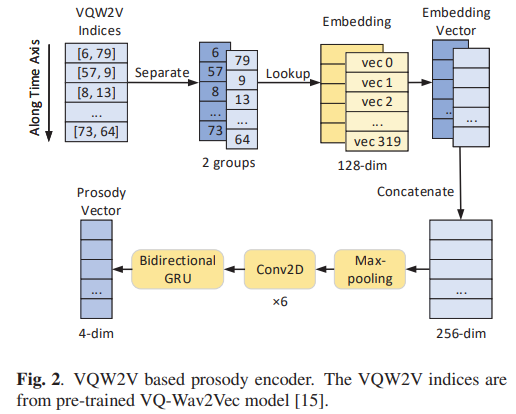 VQW2V
Indices
Along Time Axis
[6, 79]
[57, 9]
[8, 13]
...
[73, 64]
Separate
6
57
8
...
73
79
9
13
...
64
2 groups
Lookup
Embedding
vec 0
vec 1
vec 2
...
vec 319
128-dim
Embedding
Vector
...
...
Concatenate
...
256-dim
Max-
pooling
Conv2D
×6
Bidirectional
GRU
Prosody
Vector
...
4-dim
Fig. 2. VQW2V based prosody encoder. The VQW2V indices are
from pre-trained VQ-Wav2Vec model [15].